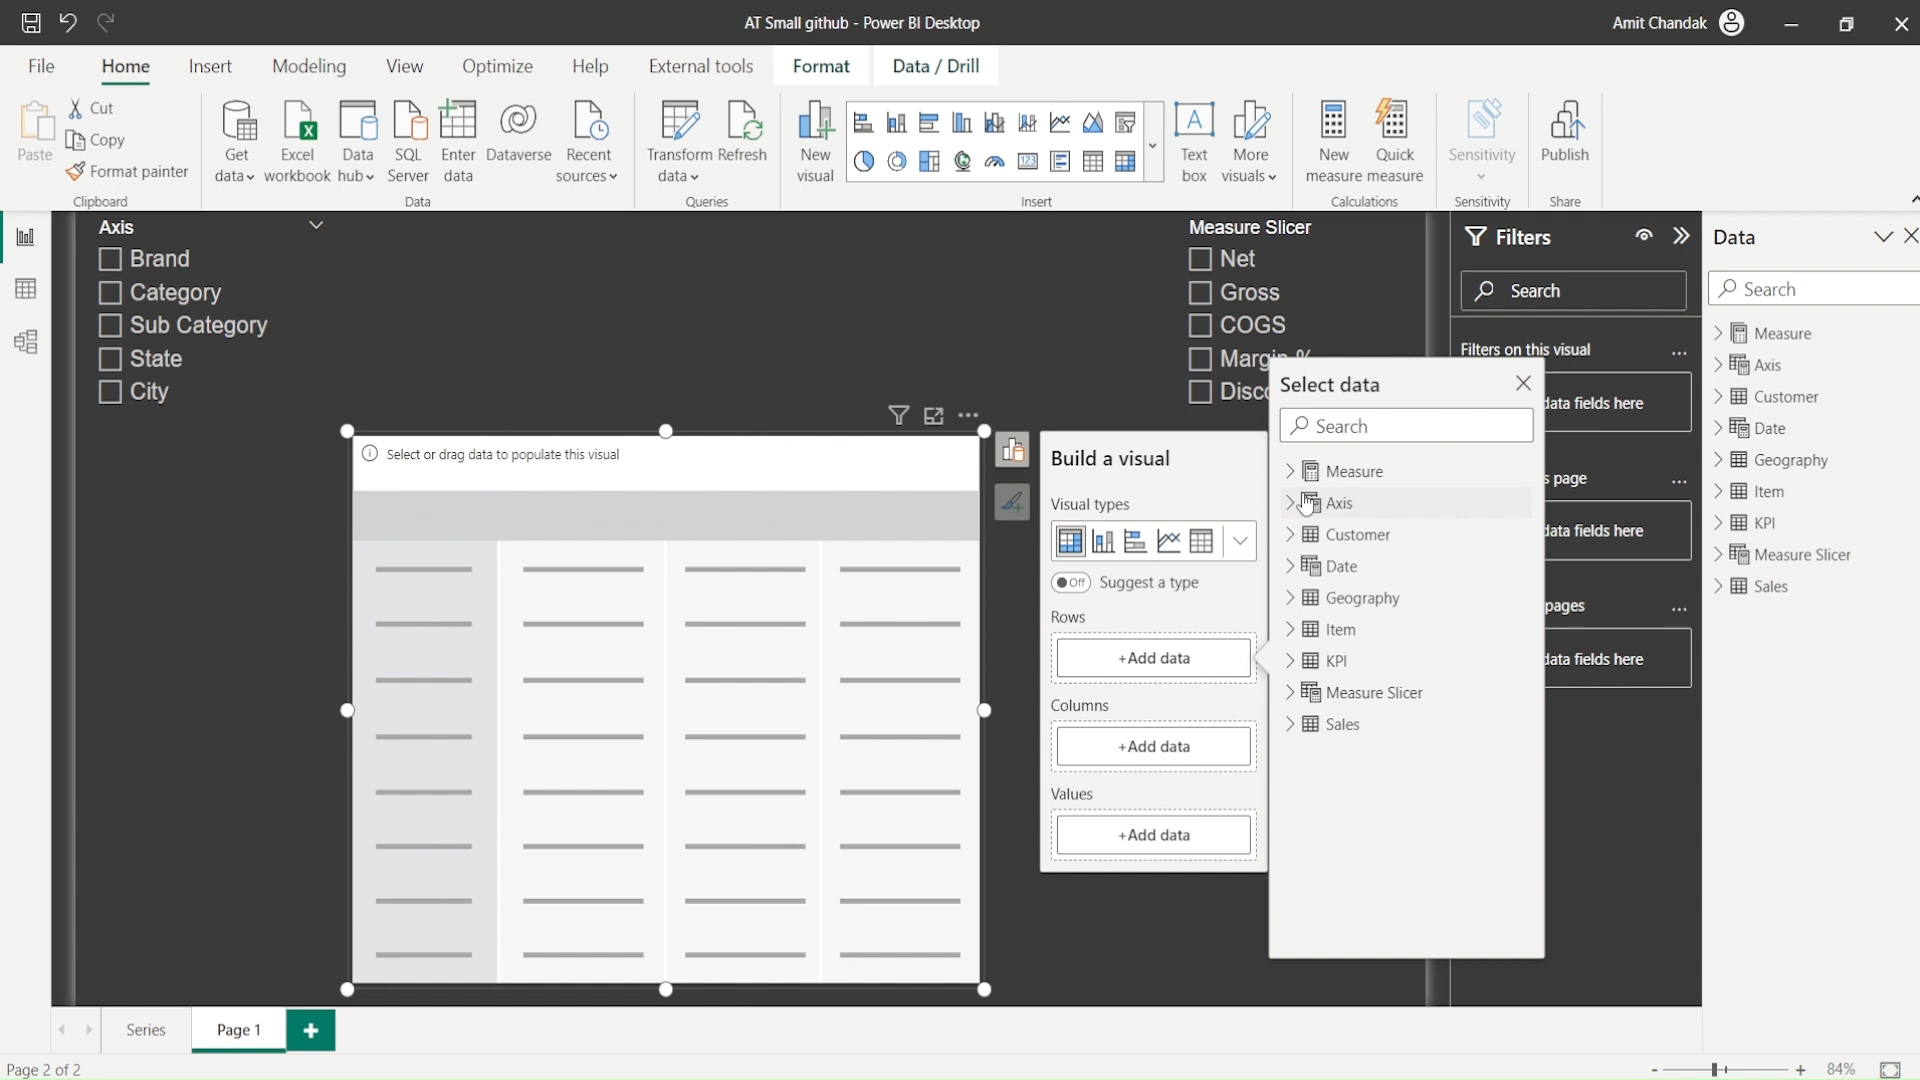 AT Small github - Power BI Desktop
Amit Chandak
File Home Insert Modeling View Optimize Help External tools Format Data / Drill
Paste
Cut
Copy
Format painter
Clipboard
Get data
Excel workbook
Data hub
SQL Server
Enter data
Dataverse
Recent sources
Data
Transform data
Refresh
Queries
New visual
Text box
More visuals
Insert
New measure
Quick measure
Calculations
Sensitivity
Sensitivity
Publish
Share
Axis
Brand
Category
Sub Category
State
City
Measure Slicer
Net
Gross
COGS
Margin %
Disco
Select or drag data to populate this visual
Build a visual
Visual types
Off Suggest a type
Rows
+Add data
Columns
+Add data
Values
+Add data
Select data
Search
Measure
Axis
Customer
Date
Geography
Item
KPI
Measure Slicer
Sales
Filters
Search
Filters on this visual ...
data fields here
s page ...
data fields here
pages ...
data fields here
Data
Search
Measure
Axis
Customer
Date
Geography
Item
KPI
Measure Slicer
Sales
Series
Page 1
+
Page 2 of 2
- + 84%